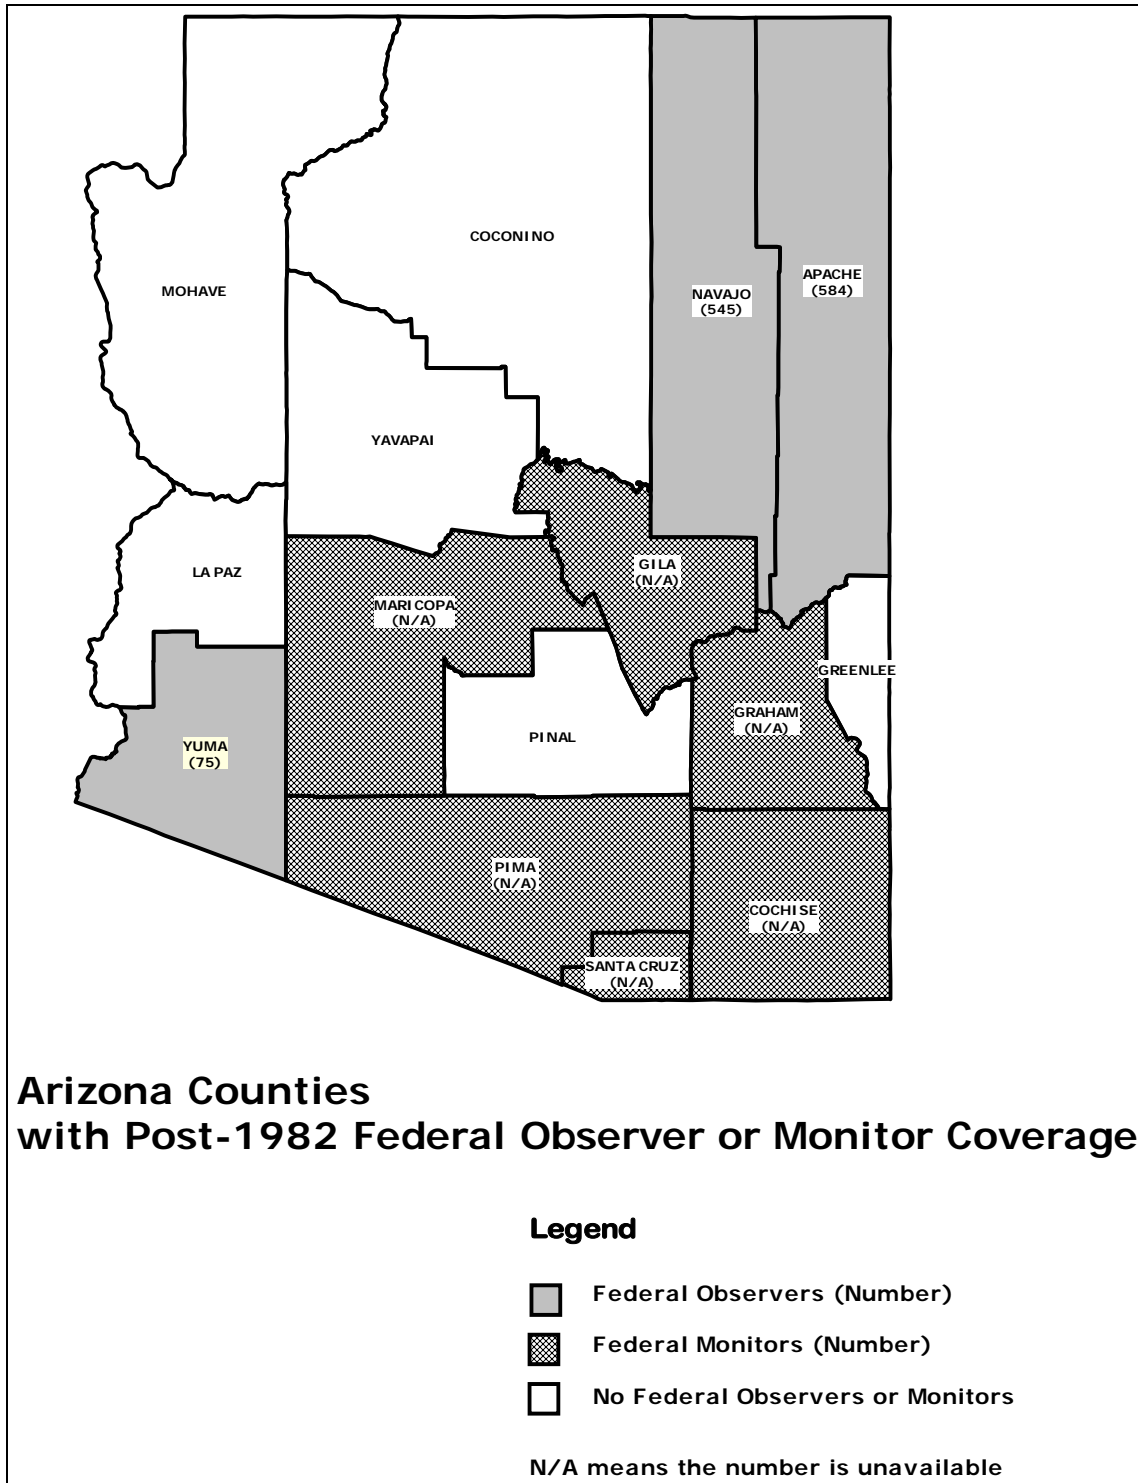 COCONINO
APACHE
(584)
MOHAVE
NAVAJO
(545)
YAVAPAI
GILA
(N/A)
LA PAZ
MARICOPA
(N/A)
GREENLEE
GRAHAM
(N/A)
PINAL
YUMA
(75)
PIMA
(N/A)
COCHISE
(N/A)
SANTA CRUZ
(N/A)
Arizona Counties
with Post-1982 Federal Observer or Monitor Coverage
Legend
Federal Observers (Number)
Federal Monitors (Number)
No Federal Observers or Monitors
N/A means the number is unavailable